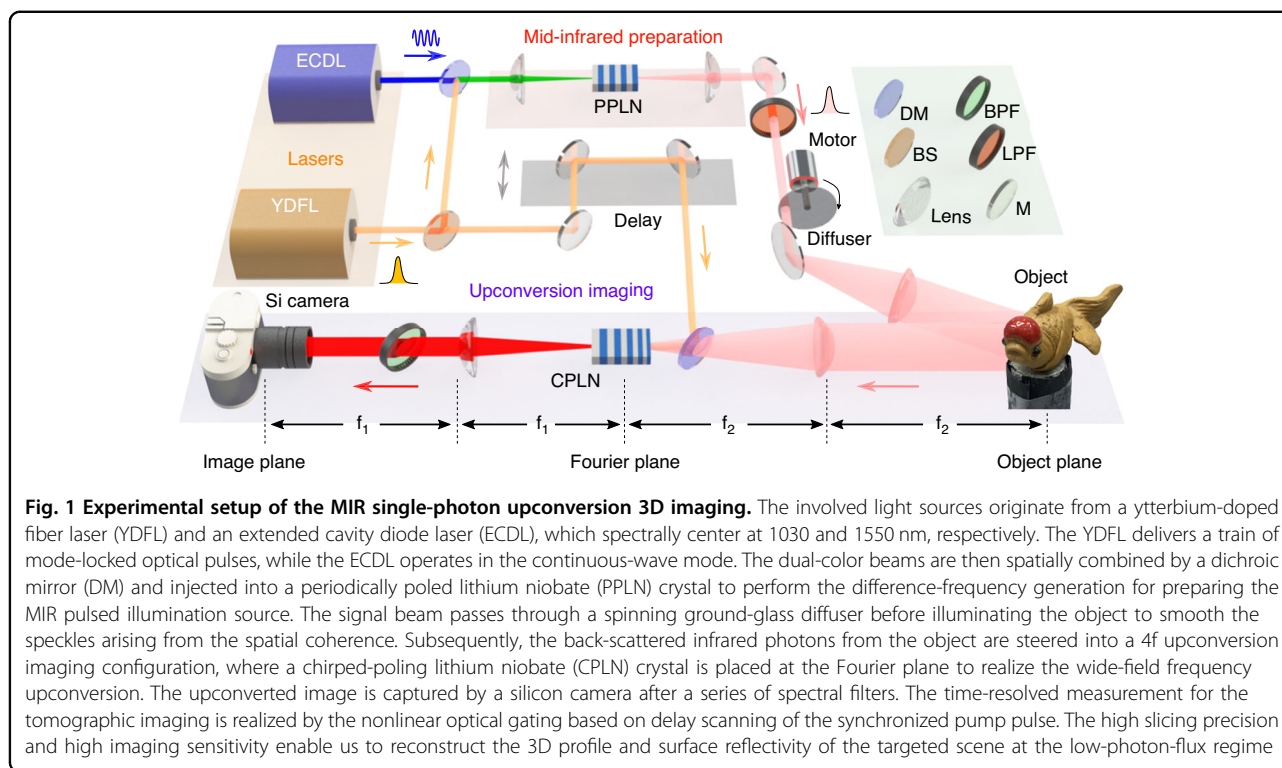 ECDL
Mid-infrared preparation
PPLN
DM
BPF
Motor
Lasers
BS
LPF
YDFL
Delay
Diffuser
Lens
M
Si camera
Upconversion imaging
Object
CPLN
f1
f1
f2
f2
Image plane
Fourier plane
Object plane
Fig. 1 Experimental setup of the MIR single-photon upconversion 3D imaging. The involved light sources originate from a ytterbium-doped
fiber laser (YDFL) and an extended cavity diode laser (ECDL), which spectrally center at 1030 and 1550 nm, respectively. The YDFL delivers a train of
mode-locked optical pulses, while the ECDL operates in the continuous-wave mode. The dual-color beams are then spatially combined by a dichroic
mirror (DM) and injected into a periodically poled lithium niobate (PPLN) crystal to perform the difference-frequency generation for preparing the
MIR pulsed illumination source. The signal beam passes through a spinning ground-glass diffuser before illuminating the object to smooth the
speckles arising from the spatial coherence. Subsequently, the back-scattered infrared photons from the object are steered into a 4f upconversion
imaging configuration, where a chirped-poling lithium niobate (CPLN) crystal is placed at the Fourier plane to realize the wide-field frequency
upconversion. The upconverted image is captured by a silicon camera after a series of spectral filters. The time-resolved measurement for the
tomographic imaging is realized by the nonlinear optical gating based on delay scanning of the synchronized pump pulse. The high slicing precision
and high imaging sensitivity enable us to reconstruct the 3D profile and surface reflectivity of the targeted scene at the low-photon-flux regime